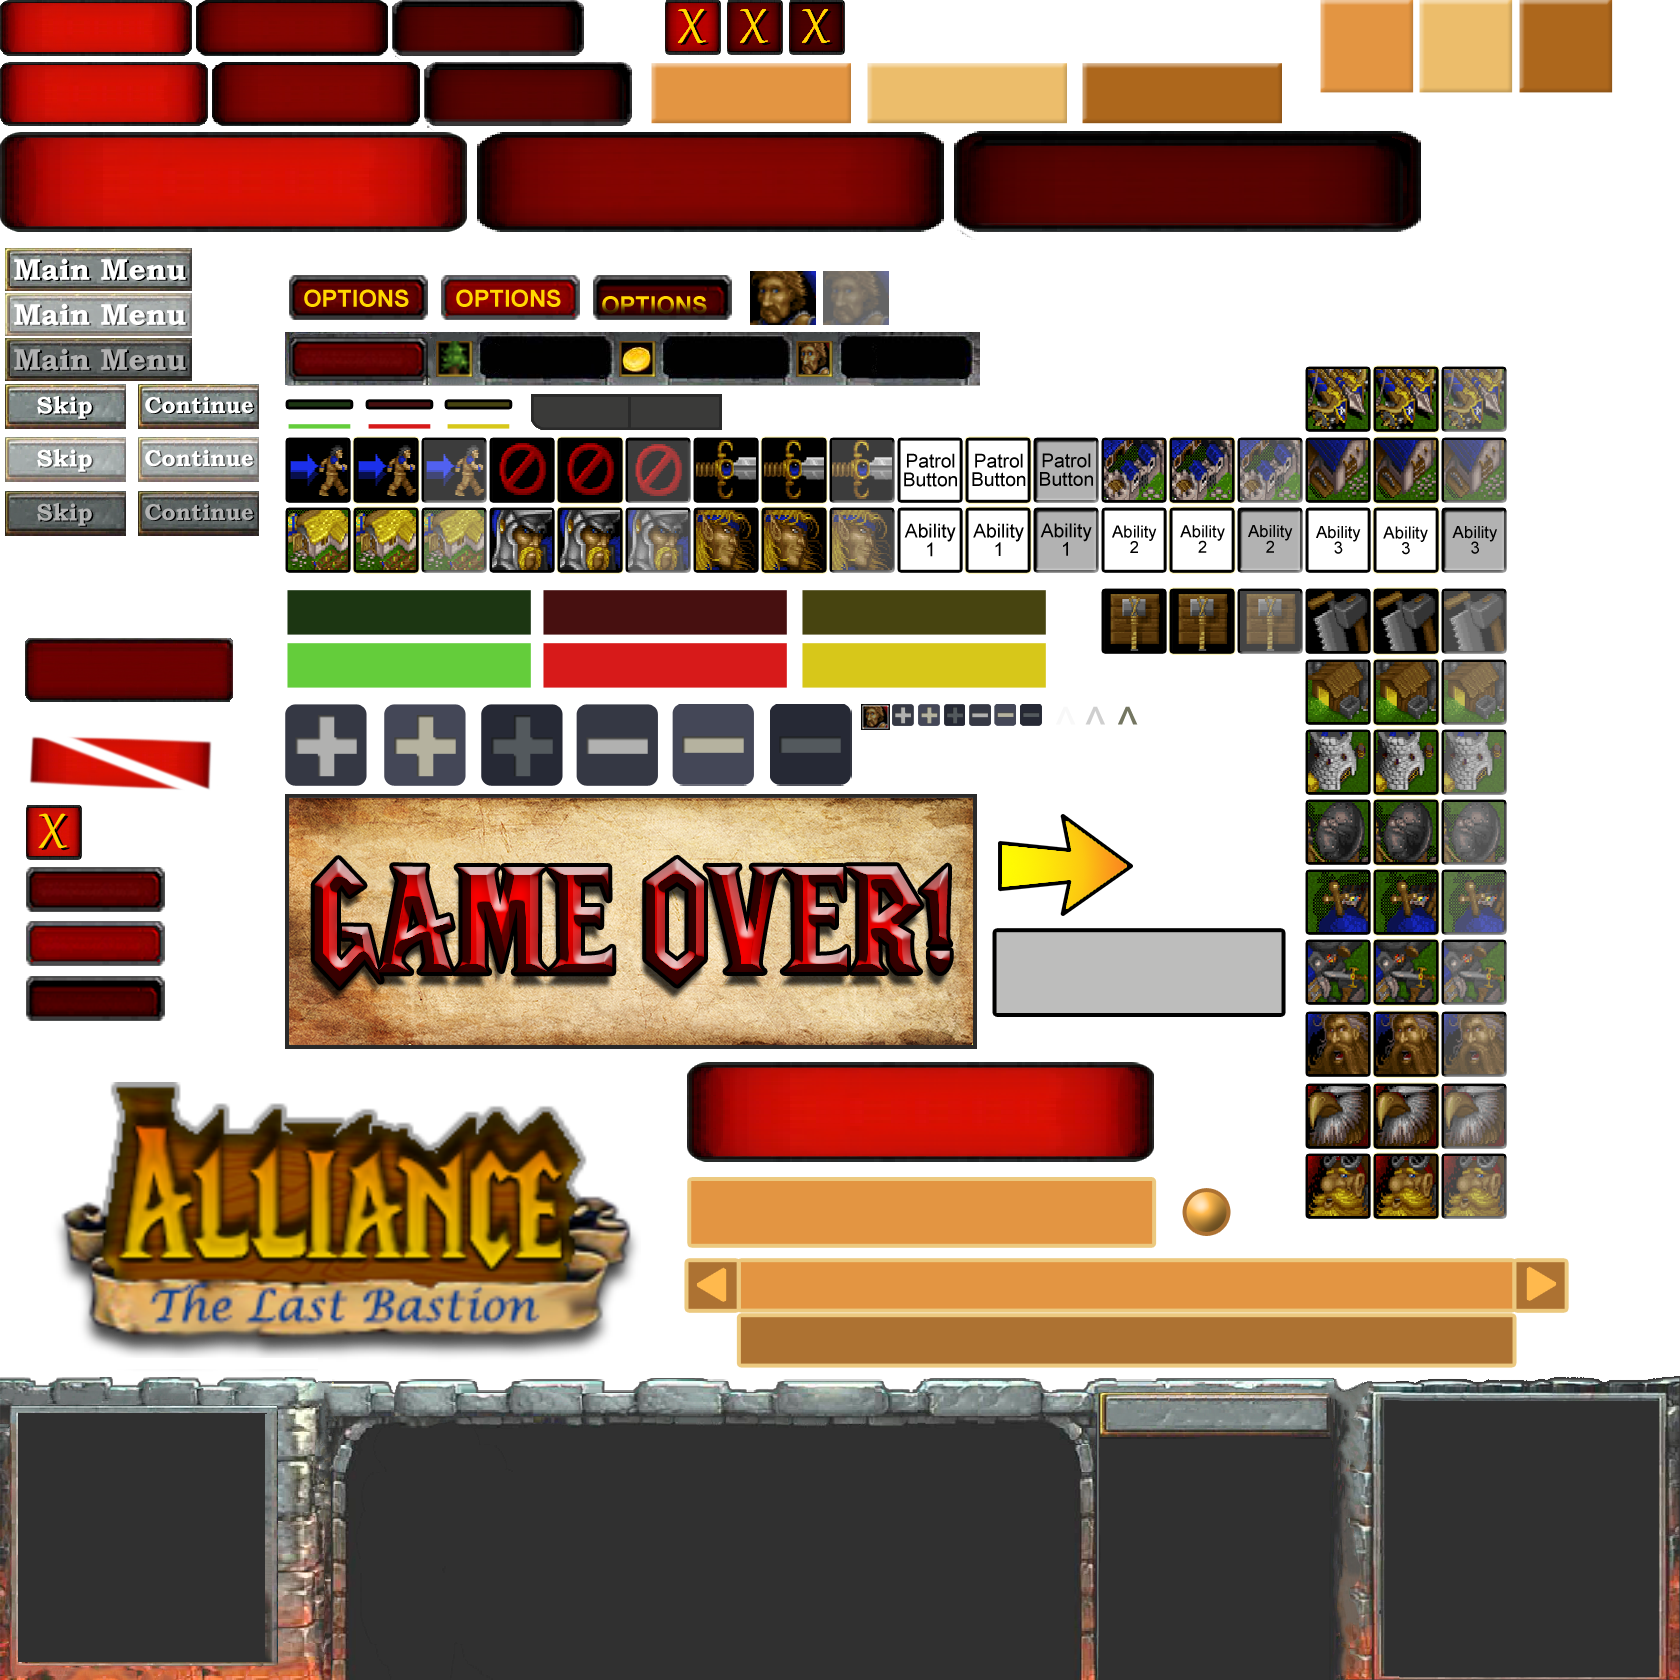 X X X
Main Menu
Main Menu
Main Menu
OPTIONS OPTIONS OPTIONS
Skip Continue
Skip Continue
Skip Continue
Patrol Button
Patrol Button
Patrol Button
Ability 1
Ability 1
Ability 1
Ability 2
Ability 2
Ability 2
Ability 3
Ability 3
Ability 3
X
GAME OVER!
ALLIANCE
The Last Bastion